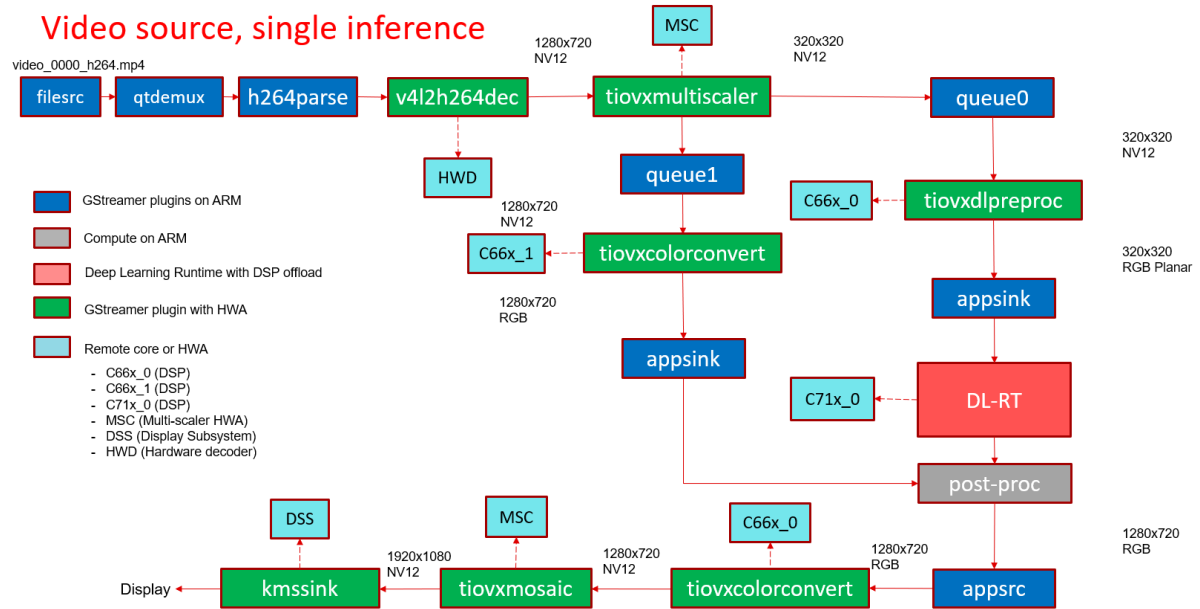 Video source, single inference
video_0000_h264.mp4
filesrc
qtdemux
h264parse
v4l2h264dec
1280x720
NV12
tiovxmultiscaler
MSC
320x320
NV12
queue0
HWD
queue1
320x320
NV12
C66x_0
tiovxdlpreproc
1280x720
NV12
C66x_1
tiovxcolorconvert
320x320
RGB Planar
1280x720
RGB
appsink
appsink
C71x_0
DL-RT
post-proc
GStreamer plugins on ARM
Compute on ARM
Deep Learning Runtime with DSP offload
GStreamer plugin with HWA
Remote core or HWA
- C66x_0 (DSP)
- C66x_1 (DSP)
- C71x_0 (DSP)
- MSC (Multi-scaler HWA)
- DSS (Display Subsystem)
- HWD (Hardware decoder)
DSS
MSC
C66x_0
1280x720
RGB
Display
kmssink
1920x1080
NV12
tiovxmosaic
1280x720
NV12
tiovxcolorconvert
1280x720
RGB
appsrc